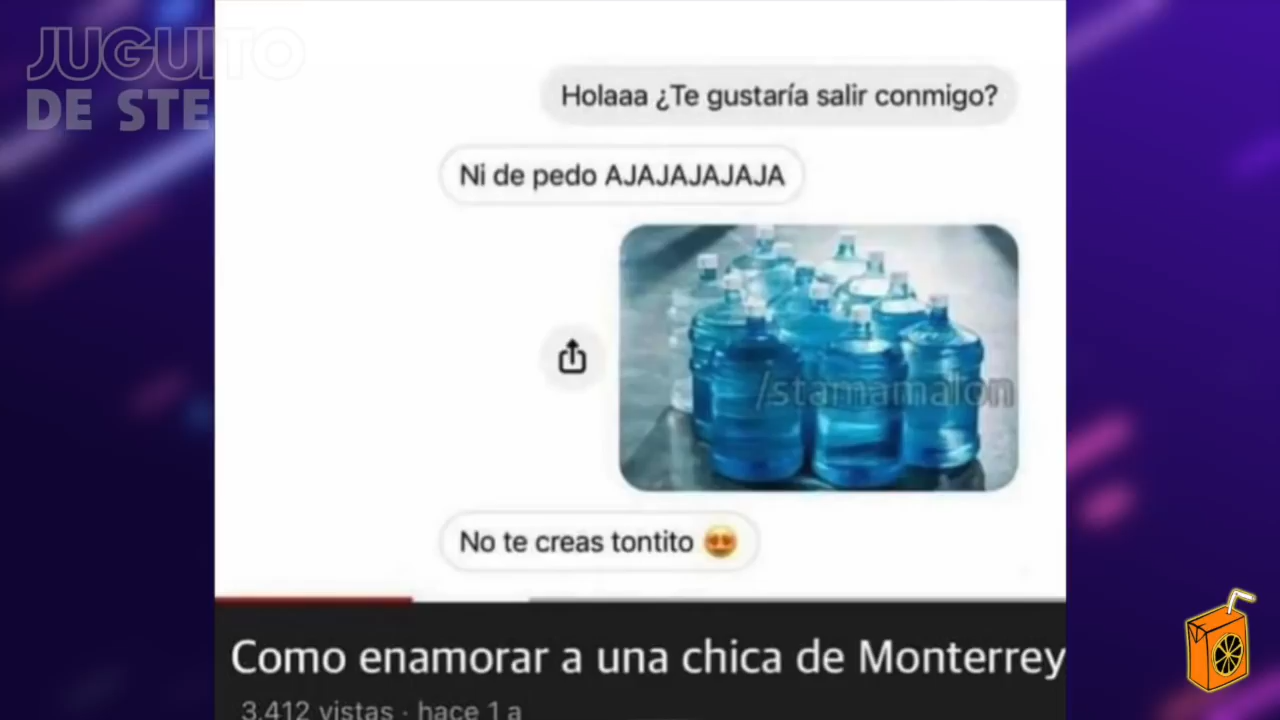 JUGUITO
DE STE
Holaaa ¿Te gustaría salir conmigo?
Ni de pedo AJAJAJAJAJA
/stamamalon
No te creas tontito 😍
Como enamorar a una chica de Monterrey
3,412 vistas · hace 1 a